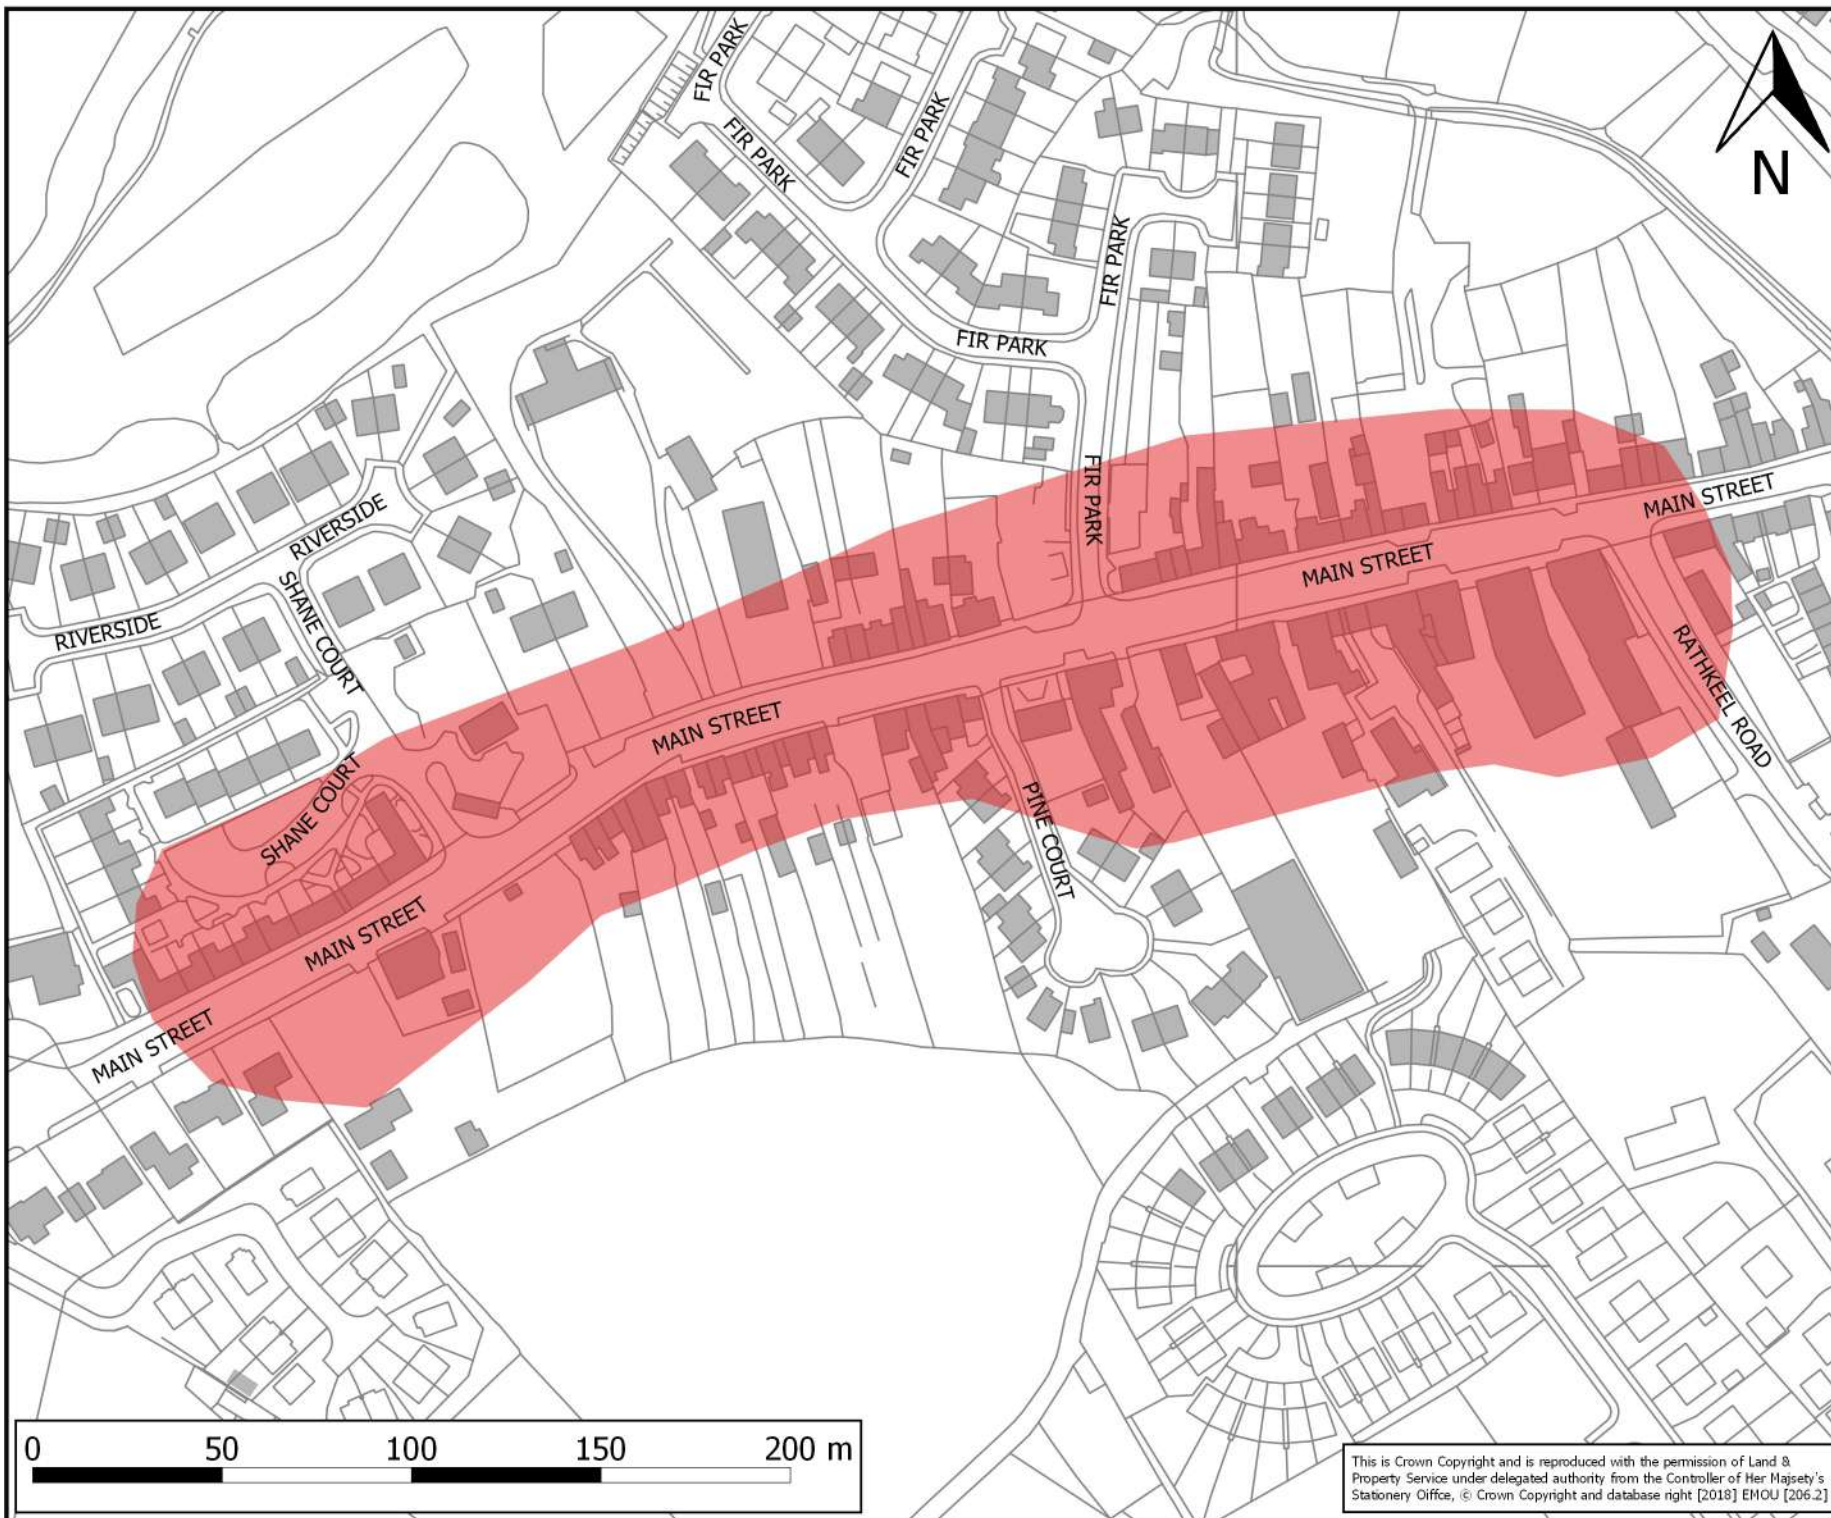 FIR PARK
FIR PARK
FIR PARK
N
FIR PARK
FIR PARK
FIR PARK
MAIN STREET
RIVERSIDE
MAIN STREET
RIVERSIDE
SHANE COURT
RATHKEEL ROAD
MAIN STREET
SHANE COURT
PINE COURT
MAIN STREET
MAIN STREET
0 50 100 150 200 m
This is Crown Copyright and is reproduced with the permission of Land &
Property Service under delegated authority from the Controller of Her Majsety's
Stationery Oiffce, © Crown Copyright and database right [2018] EMOU [206.2]